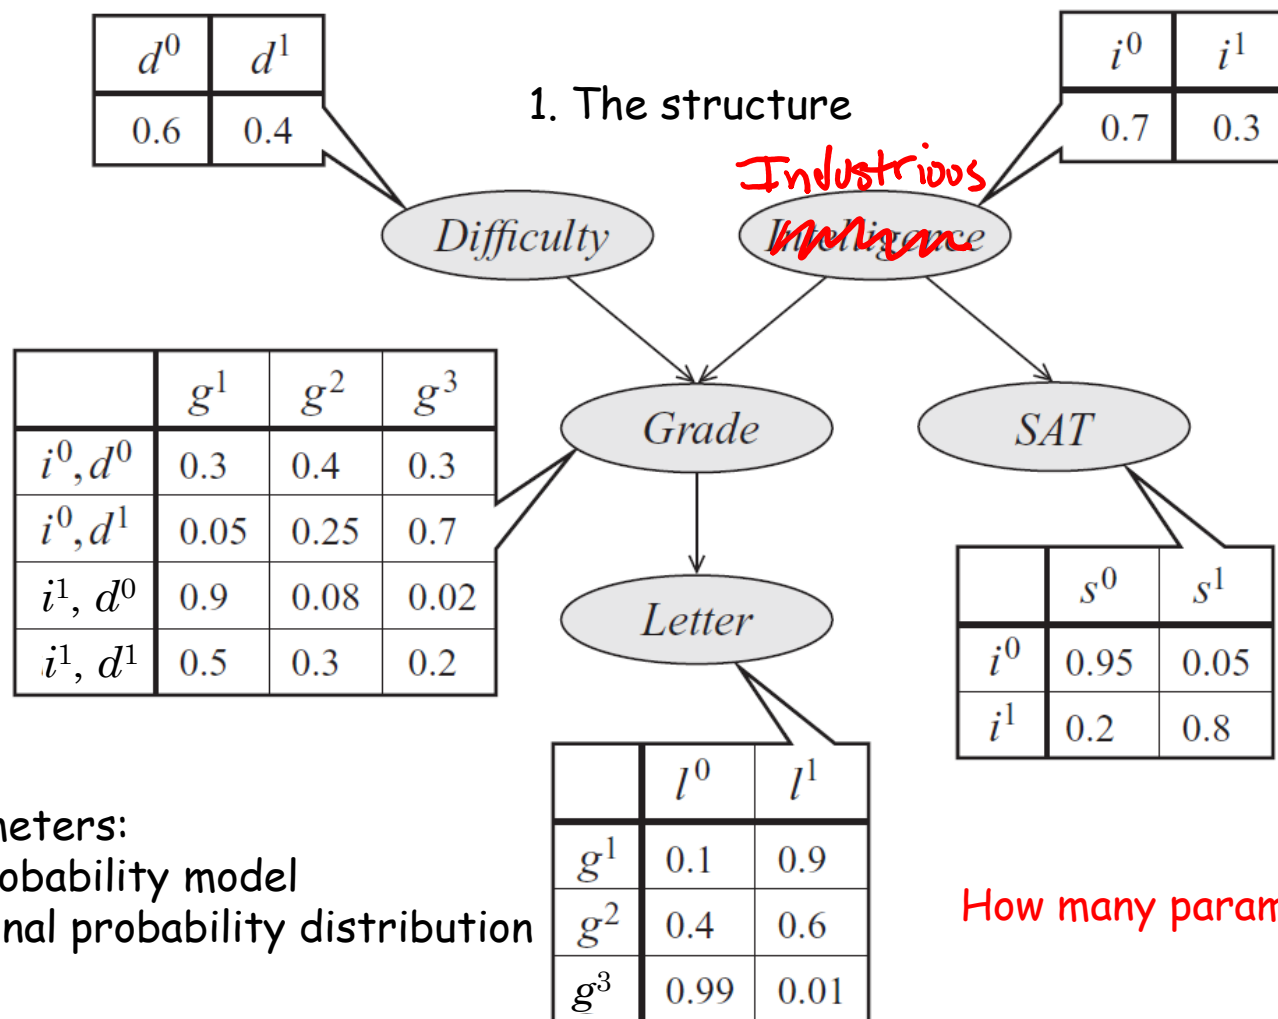 d⁰ d¹
0.6 0.4
1. The structure
i⁰ i¹
0.7 0.3
Industrious
Difficulty
Intelligence
g¹ g² g³
i⁰,d⁰ 0.3 0.4 0.3
i⁰,d¹ 0.05 0.25 0.7
i¹, d⁰ 0.9 0.08 0.02
i¹, d¹ 0.5 0.3 0.2
Grade
SAT
Letter
s⁰ s¹
i⁰ 0.95 0.05
i¹ 0.2 0.8
l⁰ l¹
g¹ 0.1 0.9
g² 0.4 0.6
g³ 0.99 0.01
neters:
obability model
nal probability distribution
How many param